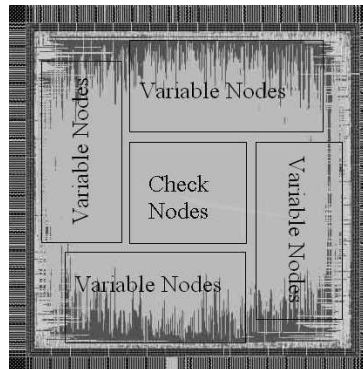 Variable Nodes
Variable Nodes
Check
Nodes
Variable Nodes
Variable Nodes